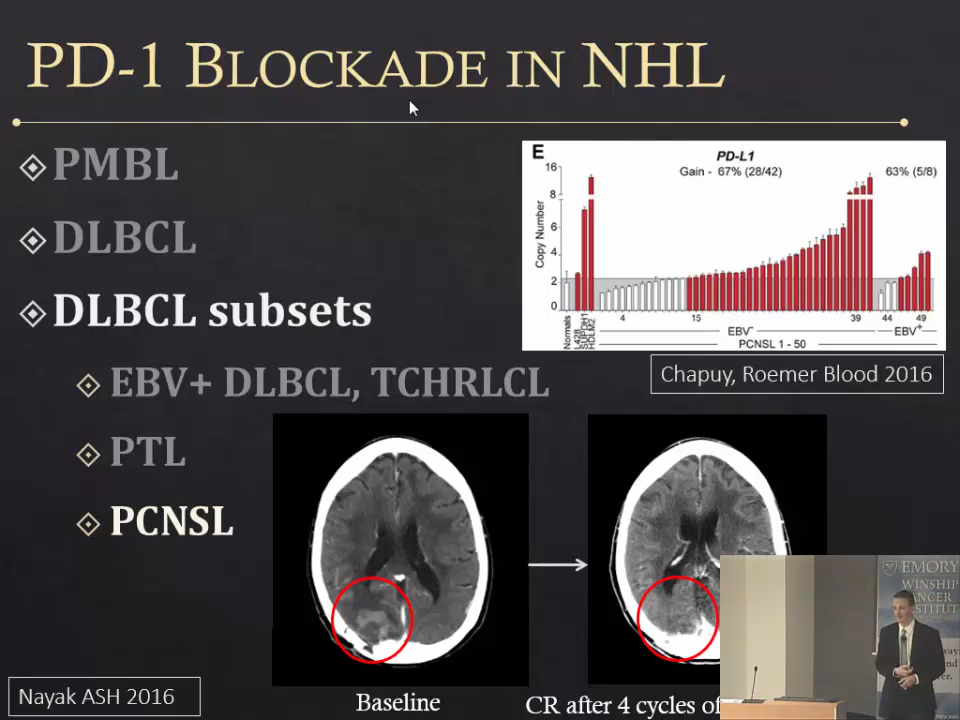 PD-1 BLOCKADE IN NHL
PMBL
DLBCL
DLBCL subsets
EBV+ DLBCL, TCHRLCL
PTL
PCNSL
E
PD-L1
Gain - 67% (28/42)
63% (5/8)
Copy Number
16
8
6
4
2
0
Normals
L428
SUPDH1
HDLM2
4
15
39
44
49
EBV-
EBV+
PCNSL 1 - 50
Chapuy, Roemer Blood 2016
Nayak ASH 2016
Baseline
CR after 4 cycles of
EMORY
WINSHIP